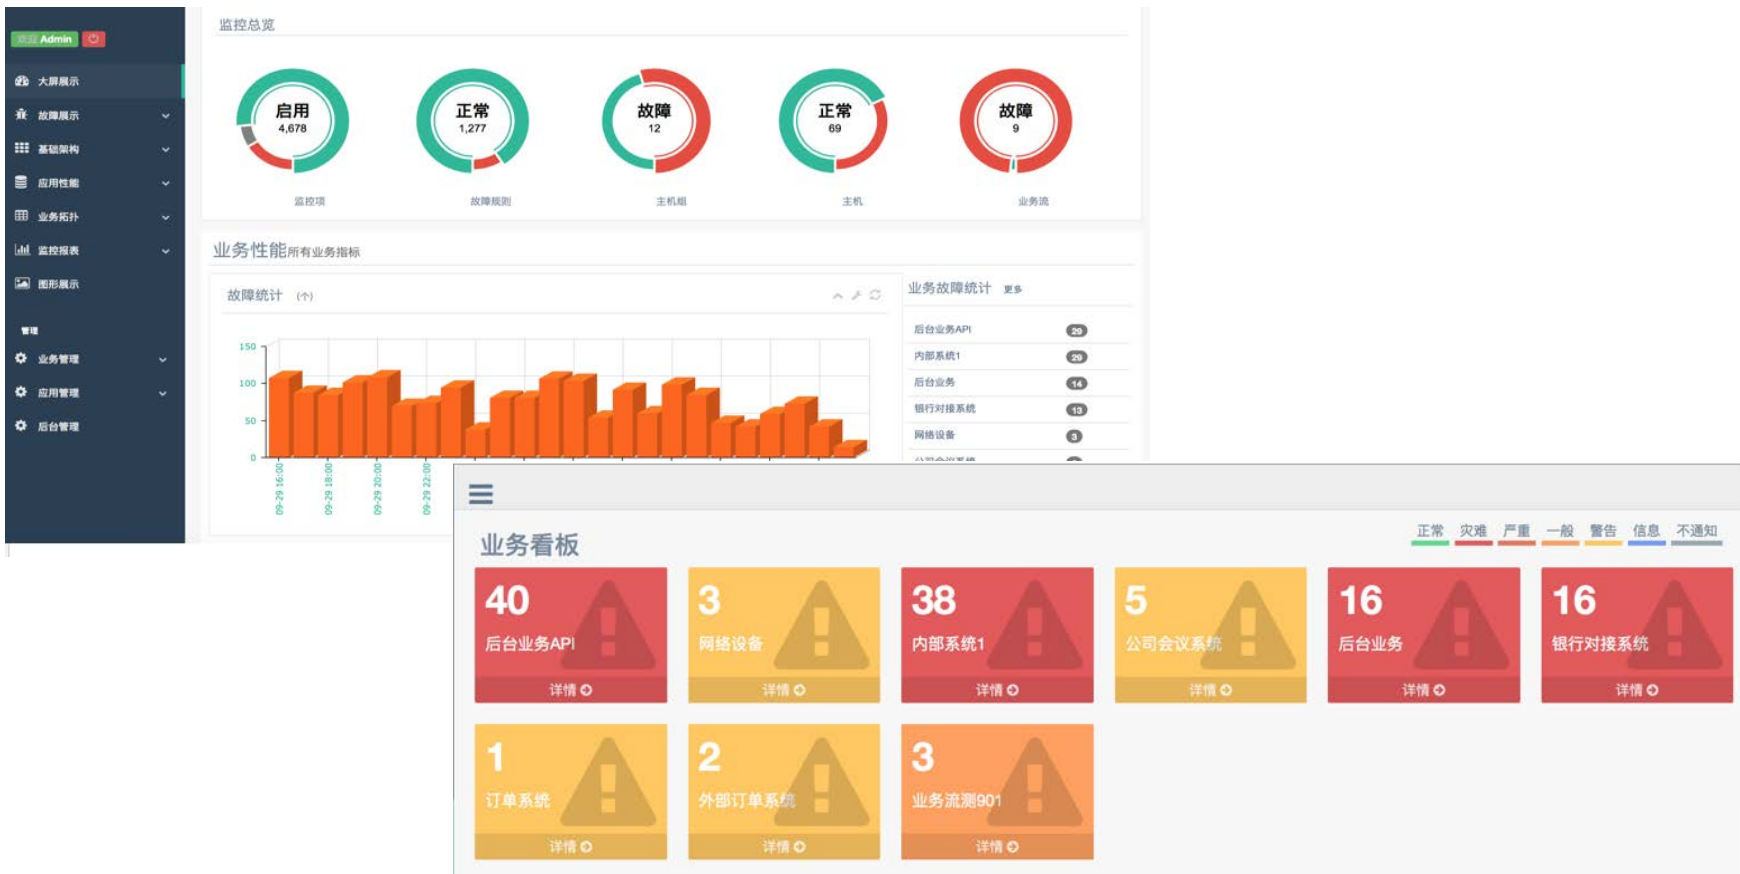 监控总览
欢迎 Admin
大屏展示
故障展示
基础架构
应用性能
业务拓扑
监控报表
图形展示
管理
业务管理
应用管理
后台管理
启用
4,678
监控项
正常
1,277
故障规则
故障
12
主机组
正常
69
主机
故障
9
业务流
业务性能所有业务指标
故障统计 (个)
150
100
50
0
09-29 16:00
09-29 18:00
09-29 20:00
09-29 22:00
业务故障统计 更多
后台业务API 29
内部系统1 29
后台业务 14
银行对接系统 13
网络设备 3
业务看板
正常 灾难 严重 一般 警告 信息 不通知
40
后台业务API
详情
3
网络设备
详情
38
内部系统1
详情
5
公司会议系统
详情
16
后台业务
详情
16
银行对接系统
详情
1
订单系统
详情
2
外部订单系统
详情
3
业务流测901
详情